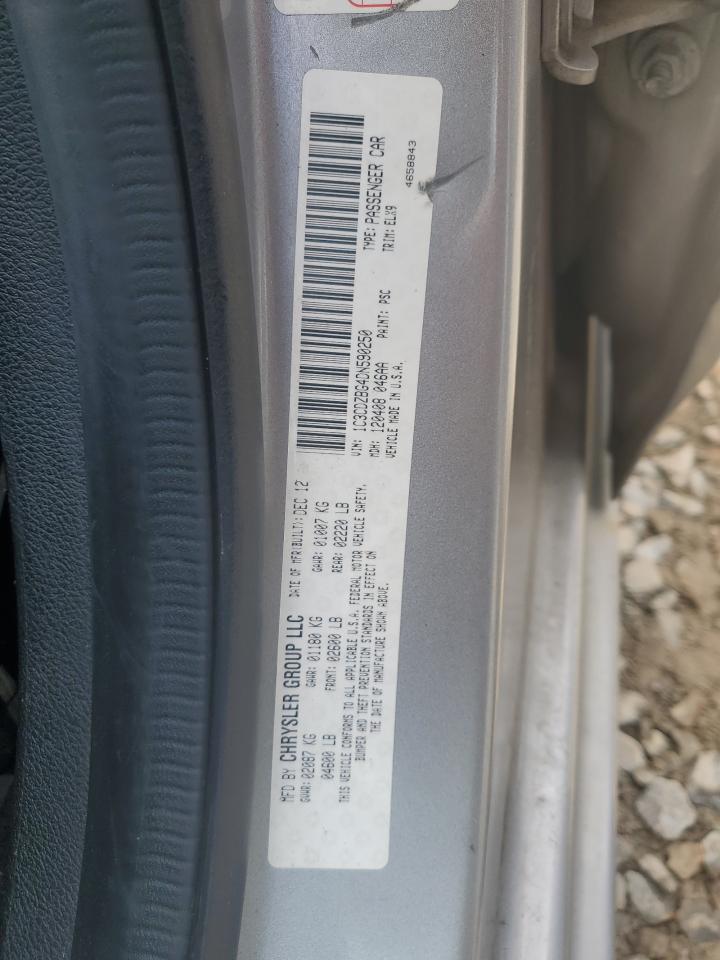 MFD BY CHRYSLER GROUP LLC DATE OF MFR(BUILT): DEC 12
GVWR: 02087 KG GAWR: 01180 KG GAWR: 01007 KG
04600 LB FRONT: 02600 LB REAR: 02220 LB
THIS VEHICLE CONFORMS TO ALL APPLICABLE U.S.A. FEDERAL MOTOR VEHICLE SAFETY,
BUMPER AND THEFT PREVENTION STANDARDS IN EFFECT ON
THE DATE OF MANUFACTURE SHOWN ABOVE.
VIN: 1C3CDZBG4DN590250 TYPE: PASSENGER CAR
MDH: 120408 046AA PAINT: PSC TRIM: ELX9
VEHICLE MADE IN U.S.A.
4658843